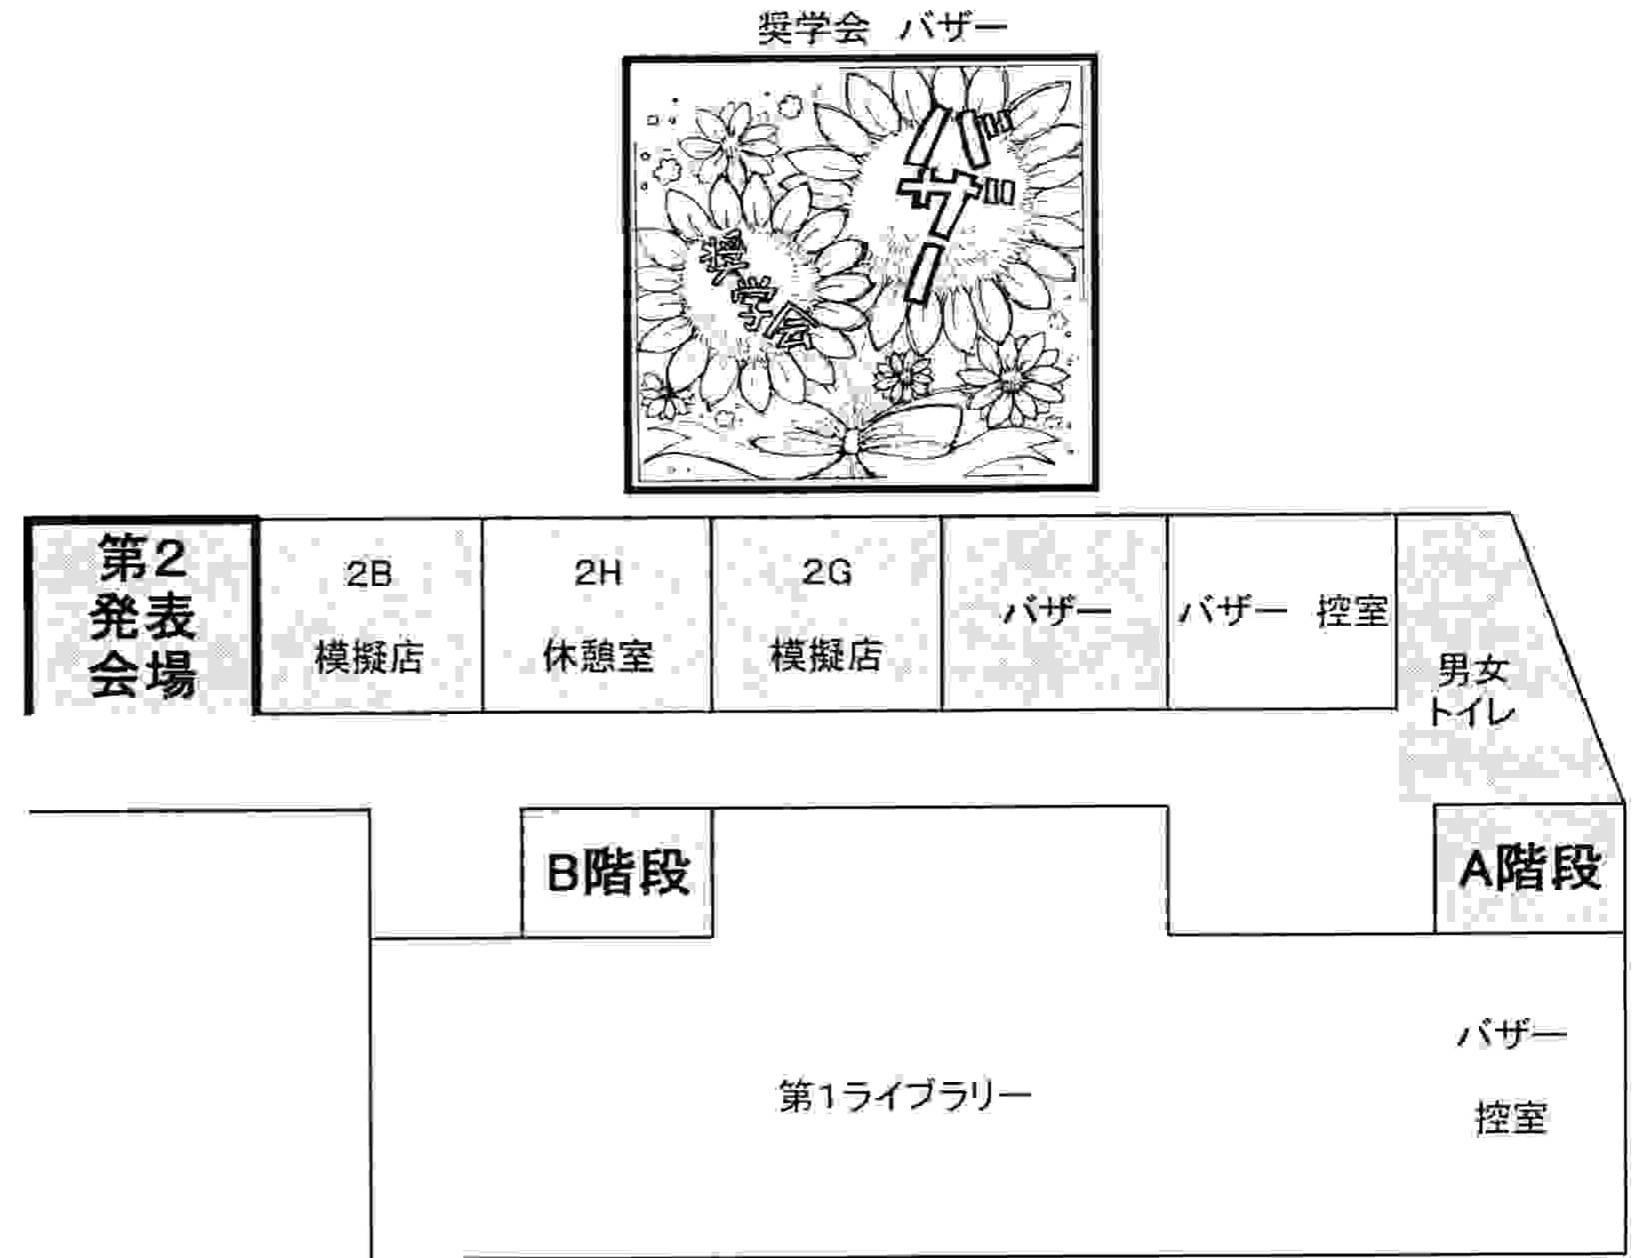 奨学会 バザー
バザー
奨学会
第2
発表
会場
2B
模擬店
2H
休憩室
2G
模擬店
バザー
バザー 控室
男女
トイレ
B階段
A階段
第1ライブラリー
バザー
控室